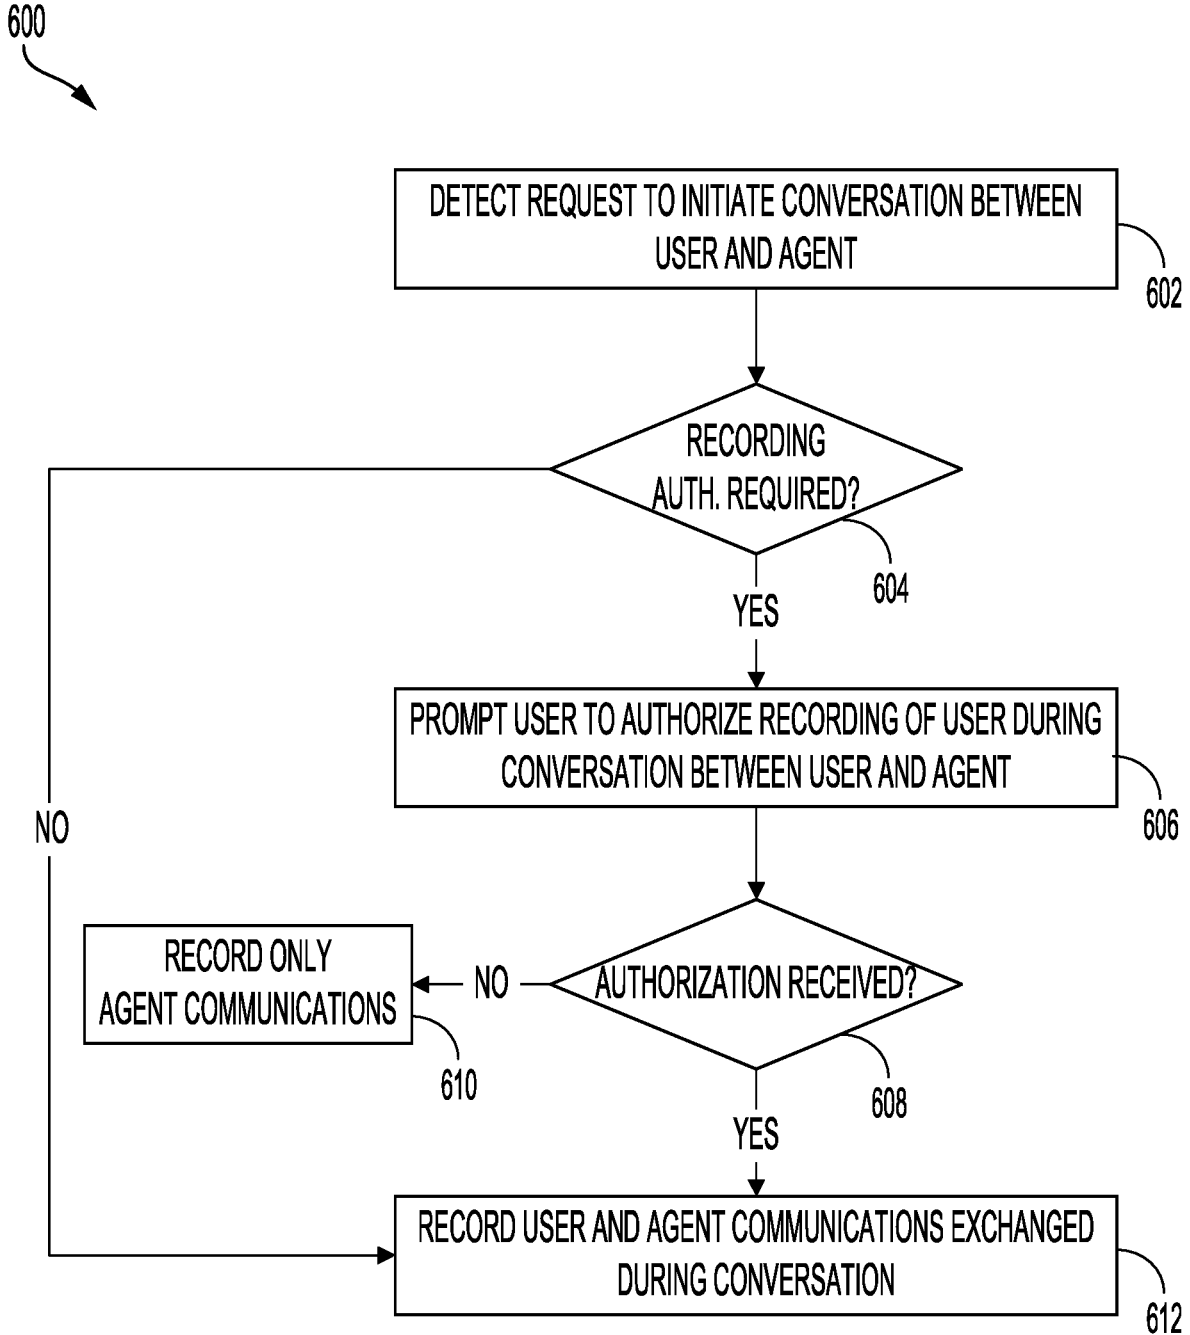 600
DETECT REQUEST TO INITIATE CONVERSATION BETWEEN
USER AND AGENT
602
RECORDING
AUTH. REQUIRED?
604
YES
PROMPT USER TO AUTHORIZE RECORDING OF USER DURING
CONVERSATION BETWEEN USER AND AGENT
606
NO
RECORD ONLY
AGENT COMMUNICATIONS
610
NO
AUTHORIZATION RECEIVED?
608
YES
RECORD USER AND AGENT COMMUNICATIONS EXCHANGED
DURING CONVERSATION
612